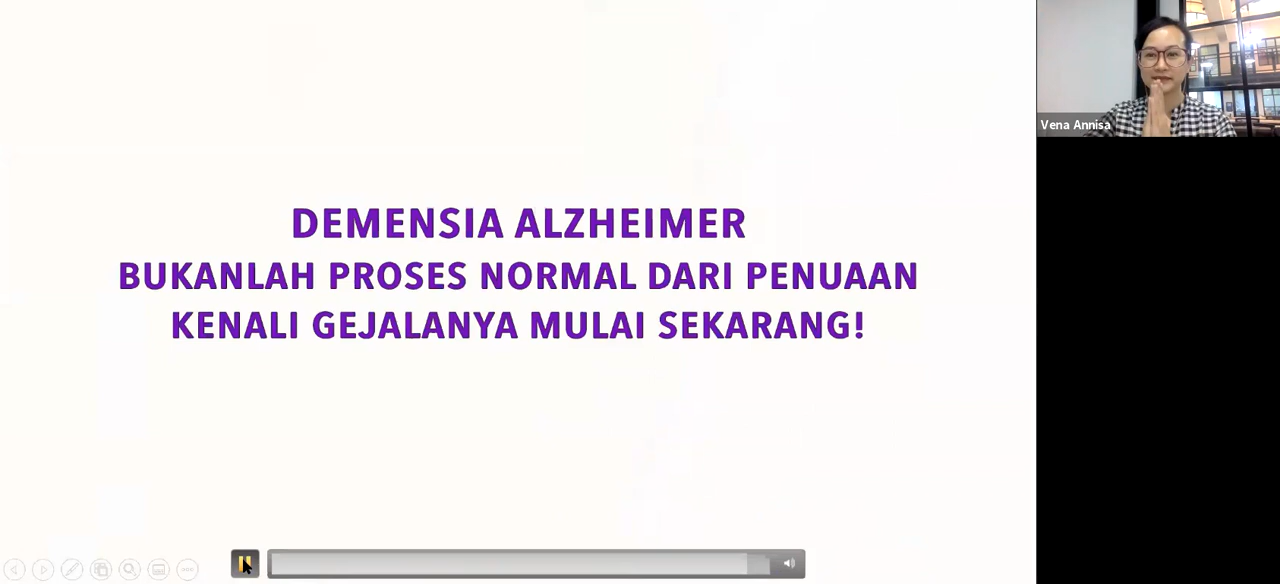 DEMENSIA ALZHEIMER
BUKANLAH PROSES NORMAL DARI PENUAAN
KENALI GEJALANYA MULAI SEKARANG!
Vena Annisa